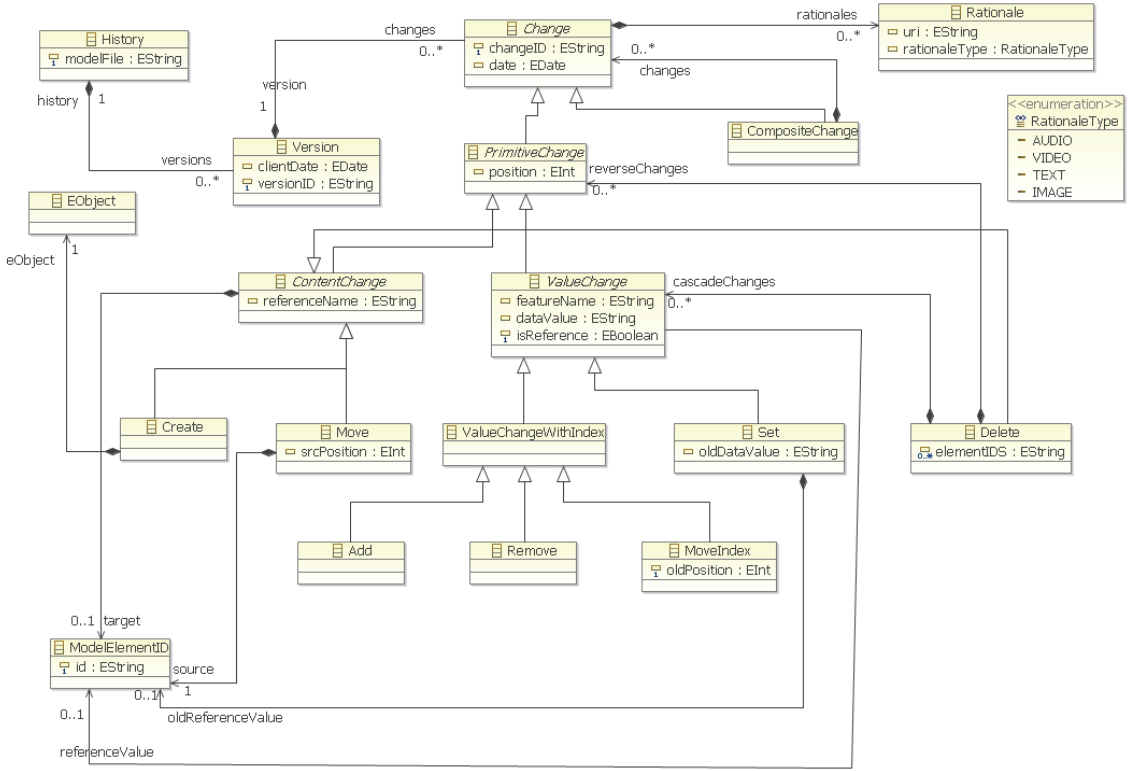 Change
changeID : EString
date : EDate
rationales
0..*
Rationale
uri : EString
rationaleType : RationaleType
changes
0..*
0..*
changes
History
modelFile : EString
history
1
version
1
<<enumeration>>
RationaleType
AUDIO
VIDEO
TEXT
IMAGE
CompositeChange
Version
clientDate : EDate
versionID : EString
versions
0..*
PrimitiveChange
position : EInt
reverseChanges
0..*
EObject
1
eObject
ContentChange
referenceName : EString
ValueChange
featureName : EString
dataValue : EString
isReference : EBoolean
cascadeChanges
0..*
Create
Move
srcPosition : EInt
ValueChangeWithIndex
Set
oldDataValue : EString
Delete
0..* elementIDS : EString
Add
Remove
MoveIndex
oldPosition : EInt
0..1 target
ModelElementID
id : EString
source
1
0..1
oldReferenceValue
0..1
referenceValue